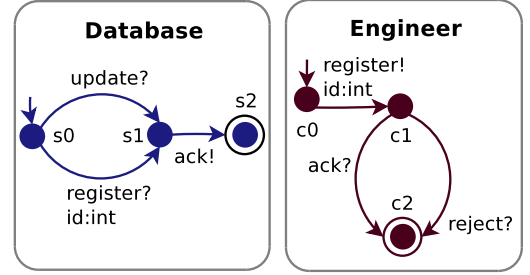 Database
update?
s0
s1
s2
ack!
register?
id:int
Engineer
register!
id:int
c0
c1
ack?
c2
reject?